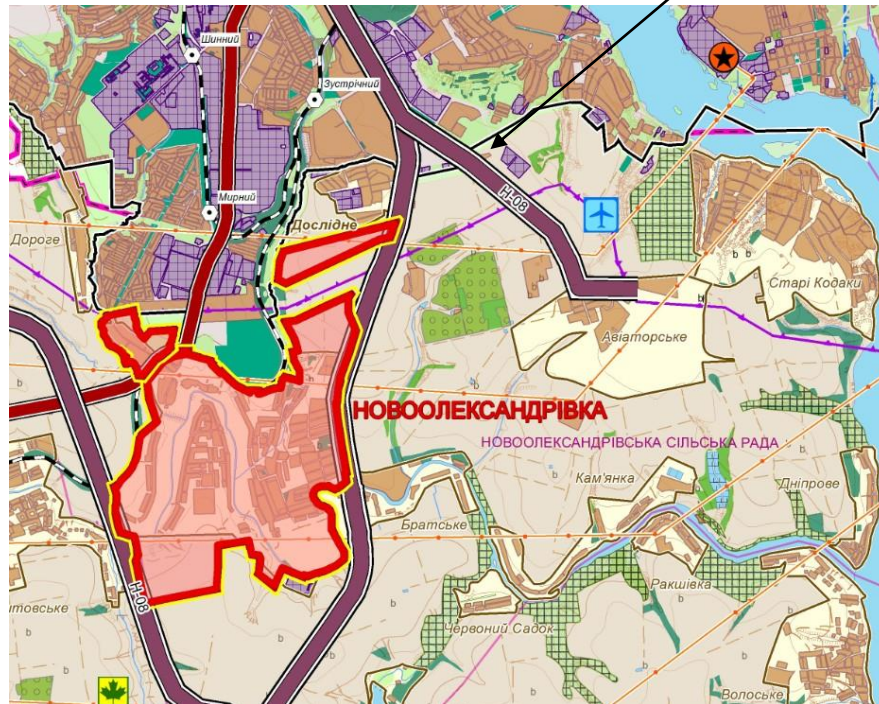 Шинний
Зустрічний
Мирний
Дослідне
Дороге
Н-08
Старі Кодаки
b b
b
Авіаторське
b
b
b
НОВООЛЕКСАНДРІВКА
НОВООЛЕКСАНДРІВСЬКА СІЛЬСЬКА РАДА
Кам'янка
Дніпрове
Братське
Н-08
Ракшівка
товське
Червоний Садок
b
b
b
b
Волоське